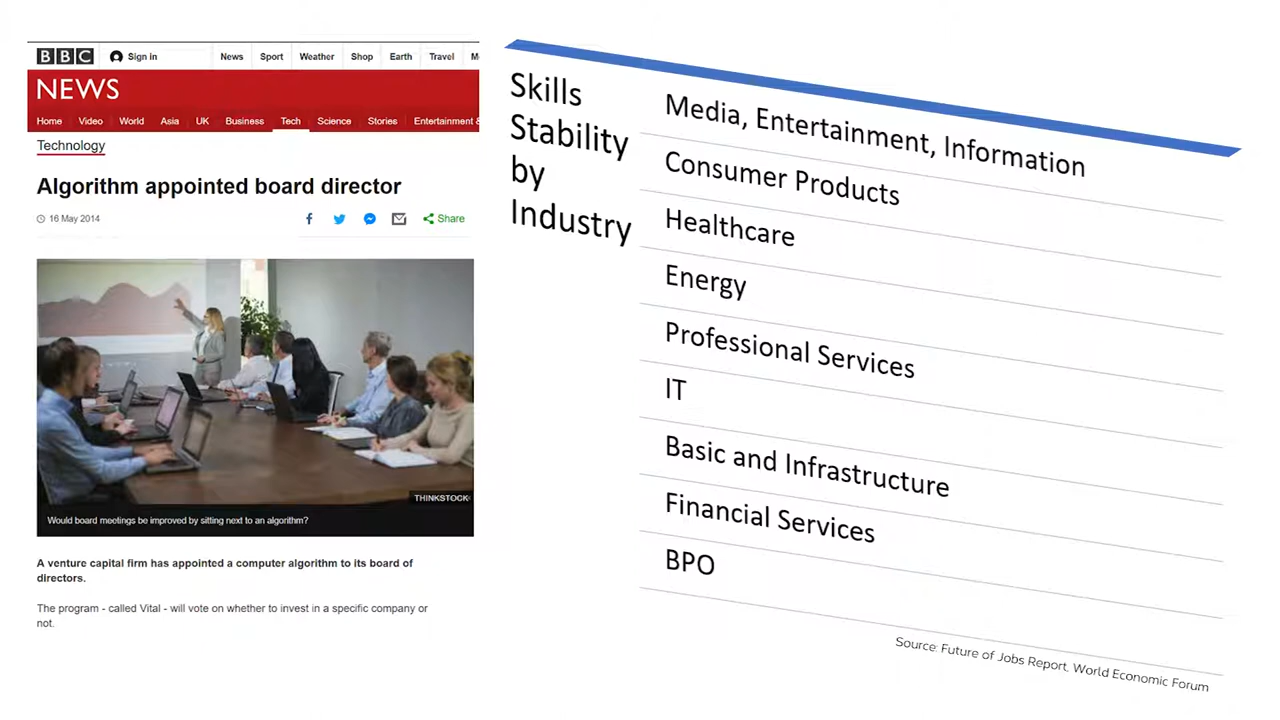 BBC Sign in News Sport Weather Shop Earth Travel
NEWS
Home Video World Asia UK Business Tech Science Stories Entertainment &
Technology
Algorithm appointed board director
16 May 2014
Share
THINKSTOCK
Would board meetings be improved by sitting next to an algorithm?
A venture capital firm has appointed a computer algorithm to its board of
directors.
The program - called Vital - will vote on whether to invest in a specific company or
not.
Skills
Stability
by
Industry
Media, Entertainment, Information
Consumer Products
Healthcare
Energy
Professional Services
IT
Basic and Infrastructure
Financial Services
BPO
Source: Future of Jobs Report, World Economic Forum